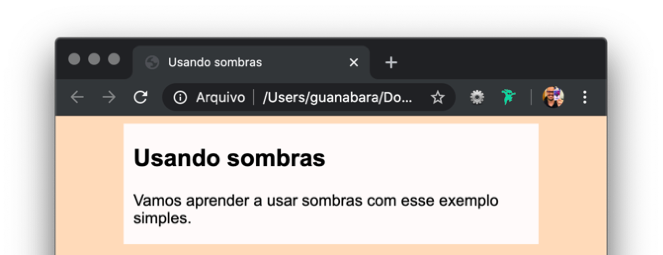 Usando sombras
Arquivo | /Users/guanabara/Do...
Usando sombras
Vamos aprender a usar sombras com esse exemplo
simples.